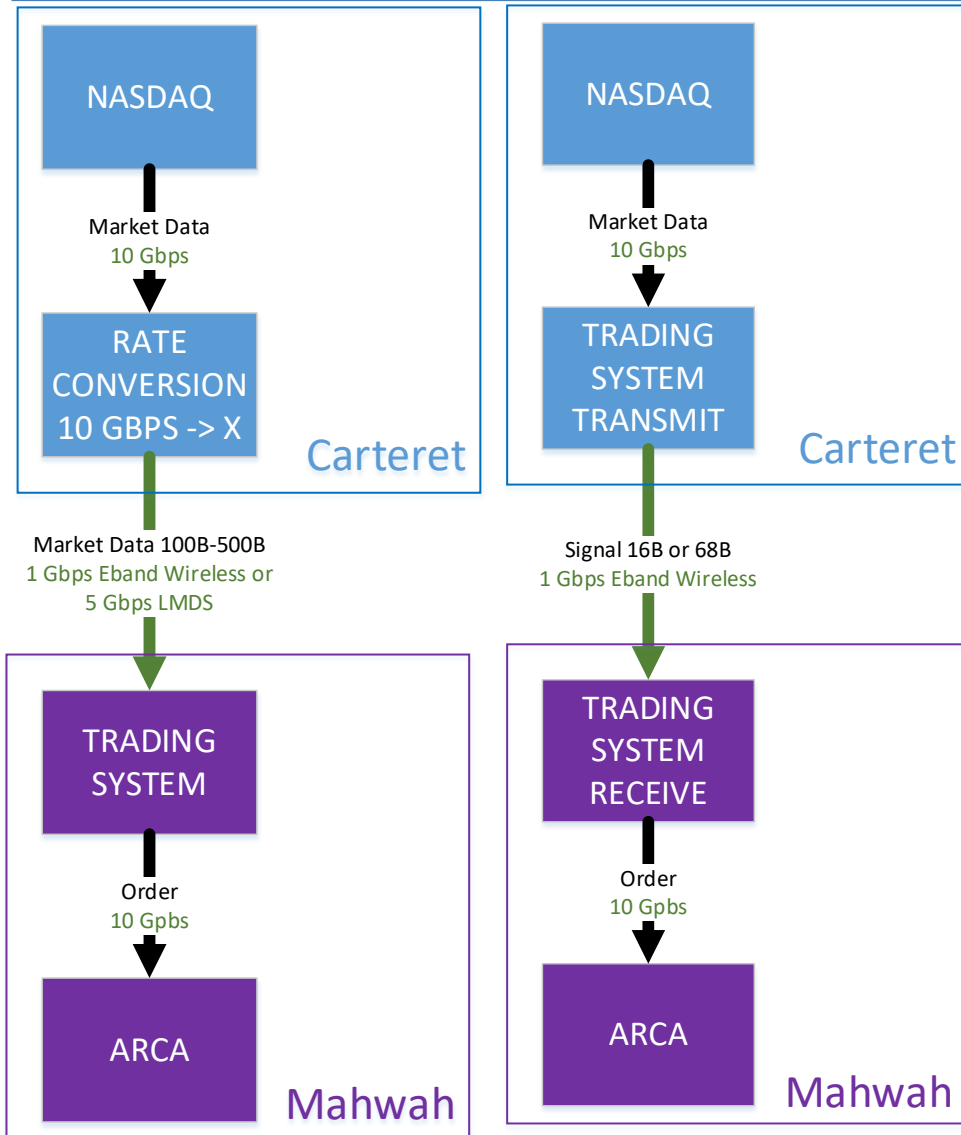 NASDAQ
Market Data
10 Gbps
RATE
CONVERSION
10 GBPS -> X
Carteret
Market Data 100B-500B
1 Gbps Eband Wireless or
5 Gbps LMDS
TRADING
SYSTEM
Order
10 Gpbs
ARCA
Mahwah
NASDAQ
Market Data
10 Gbps
TRADING
SYSTEM
TRANSMIT
Carteret
Signal 16B or 68B
1 Gbps Eband Wireless
TRADING
SYSTEM
RECEIVE
Order
10 Gpbs
ARCA
Mahwah